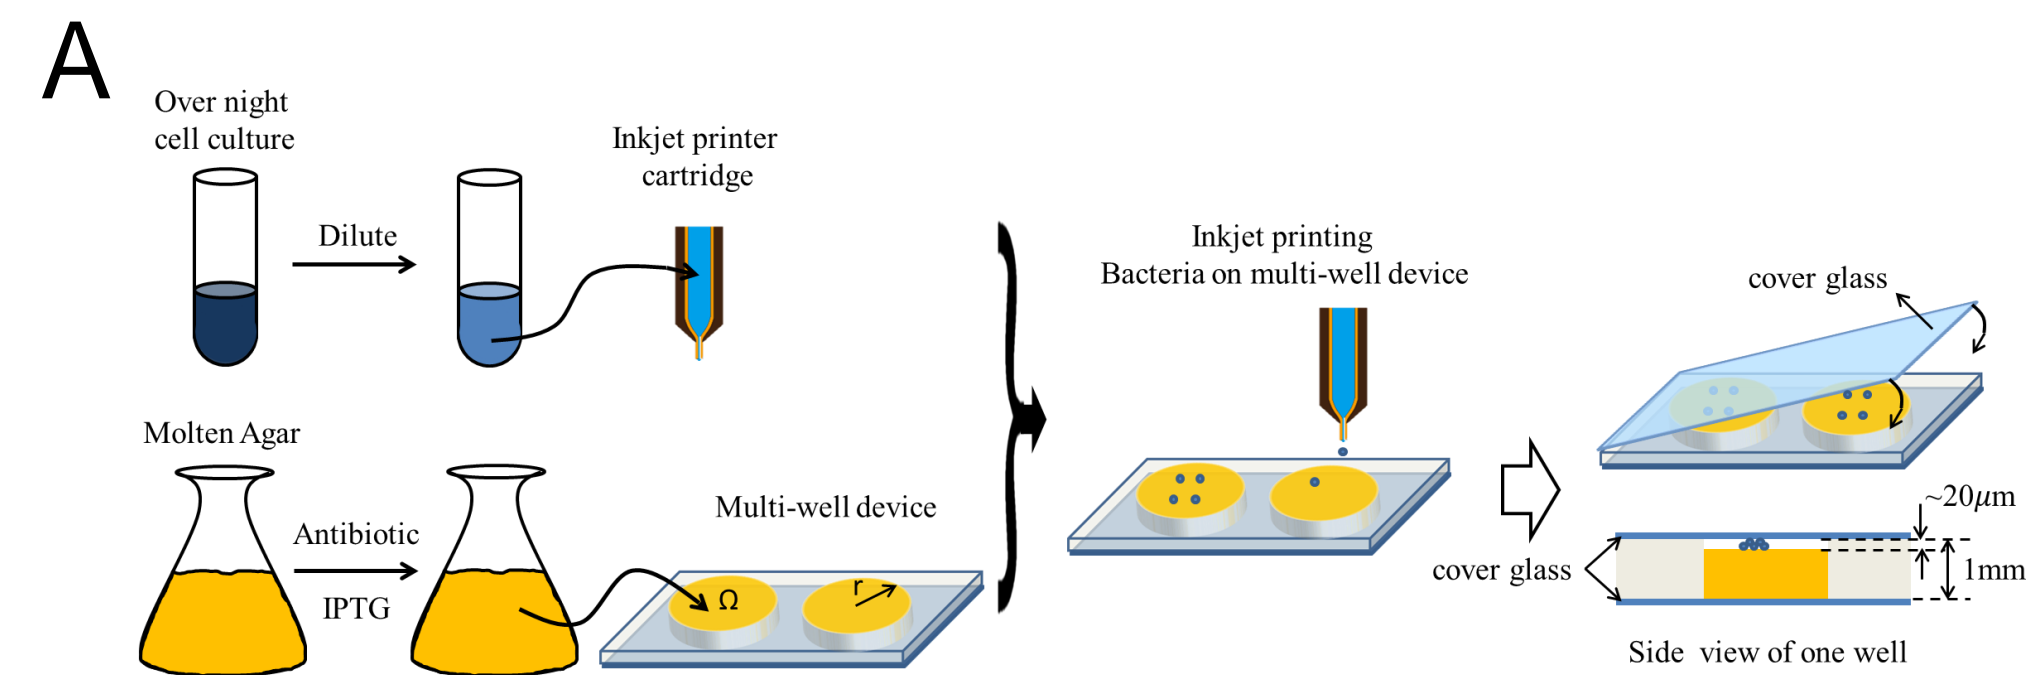 A
Over night
cell culture
Dilute
Inkjet printer
cartridge
Molten Agar
Antibiotic
IPTG
Multi-well device
Ω
r
Inkjet printing
Bacteria on multi-well device
cover glass
~20μm
cover glass
1mm
Side view of one well